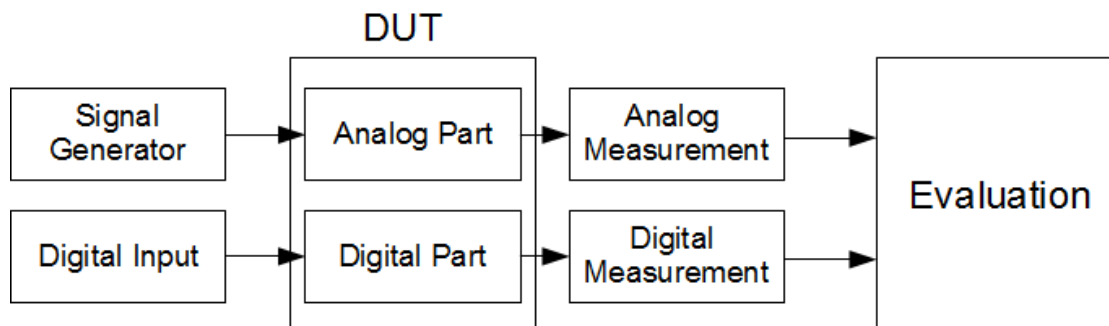 DUT
Signal
Generator
Analog Part
Analog
Measurement
Evaluation
Digital Input
Digital Part
Digital
Measurement